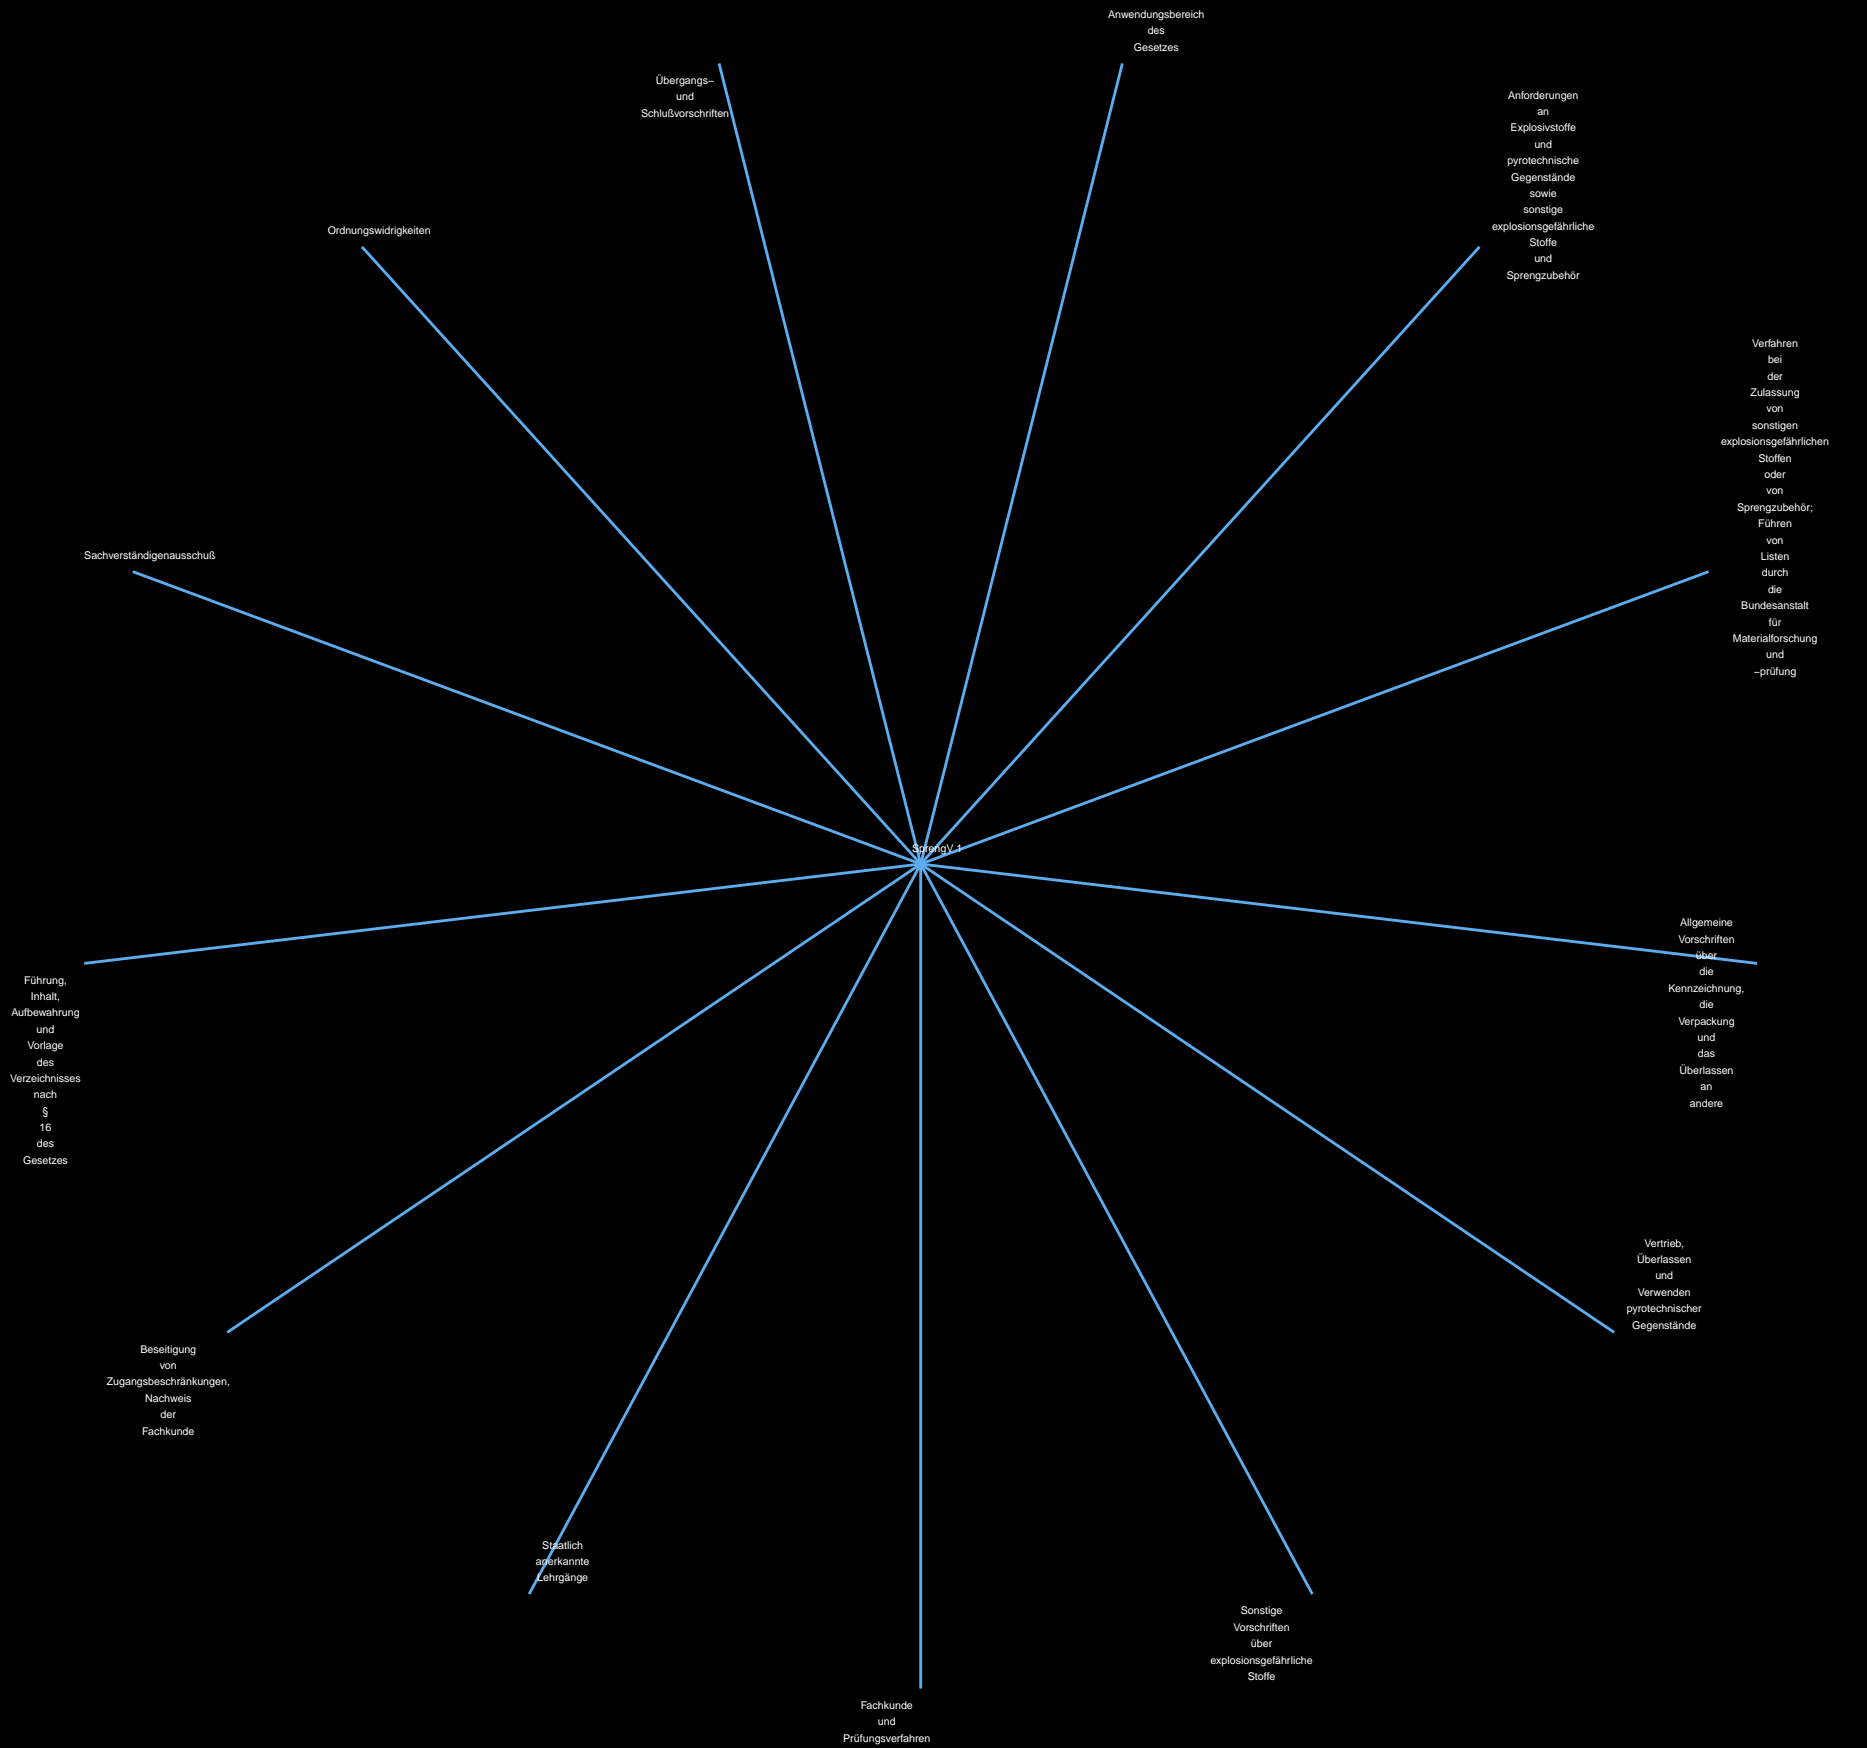 Anwendungsbereich
des
Gesetzes
Anforderungen
an
Explosivstoffe
und
pyrotechnische
Gegenstände
sowie
sonstige
explosionsgefährliche
Stoffe
und
Sprengzubehör
Verfahren
bei
der
Zulassung
von
sonstigen
explosionsgefährlichen
Stoffen
oder
von
Sprengzubehör;
Führen
von
Listen
durch
die
Bundesanstalt
für
Materialforschung
und
–prüfung
Allgemeine
Vorschriften
über
die
Kennzeichnung,
die
Verpackung
und
das
Überlassen
an
andere
Vertrieb,
Überlassen
und
Verwenden
pyrotechnischer
Gegenstände
Sonstige
Vorschriften
über
explosionsgefährliche
Stoffe
Fachkunde
und
Prüfungsverfahren
Staatlich
anerkannte
Lehrgänge
Beseitigung
von
Zugangsbeschränkungen,
Nachweis
der
Fachkunde
Führung,
Inhalt,
Aufbewahrung
und
Vorlage
des
Verzeichnisses
nach
§
16
des
Gesetzes
Sachverständigenausschuß
Ordnungswidrigkeiten
Übergangs–
und
Schlußvorschriften
SprengV 1